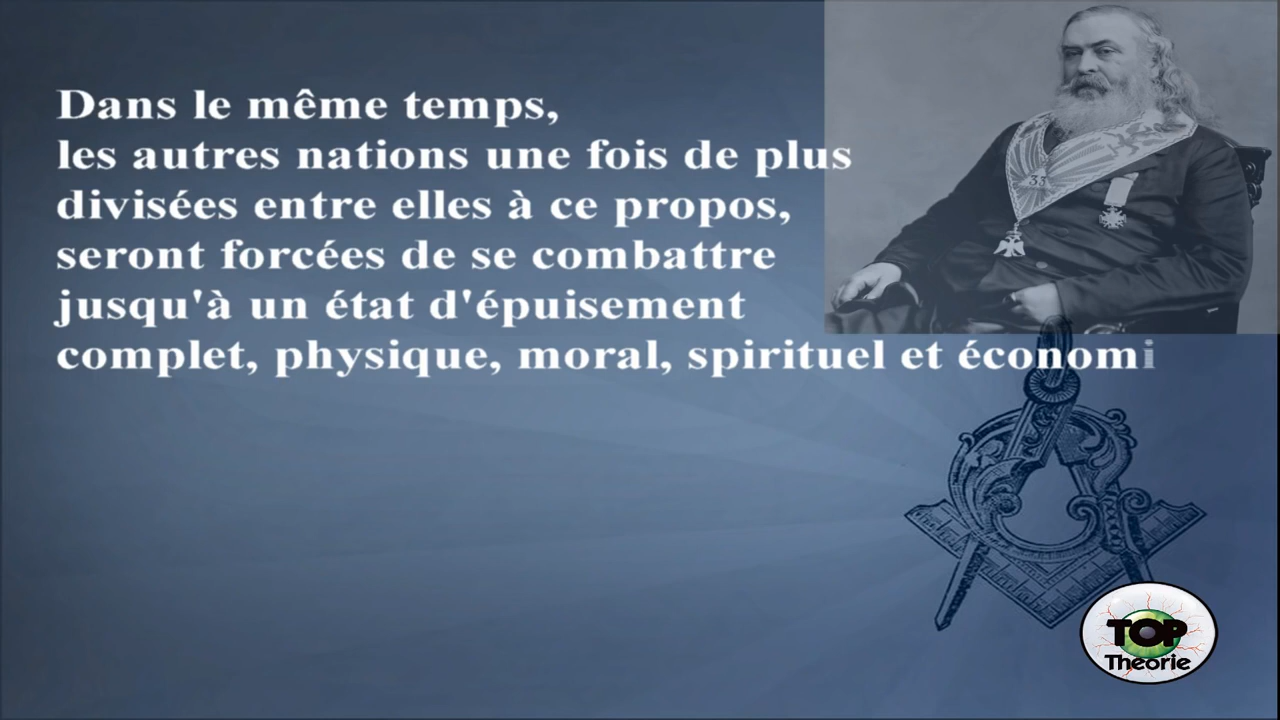 Dans le même temps,
les autres nations une fois de plus
divisées entre elles à ce propos,
seront forcées de se combattre
jusqu'à un état d'épuisement
complet, physique, moral, spirituel et économi
33
TOP
Theorie